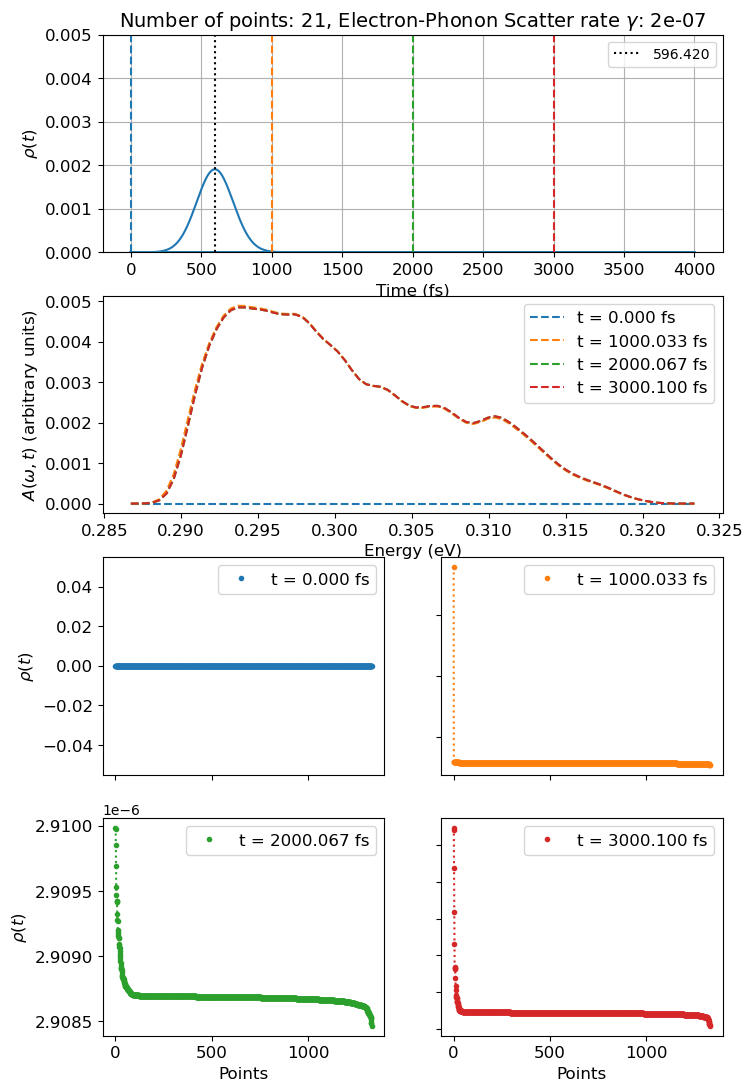 Number of points: 21, Electron-Phonon Scatter rate γ: 2e-07
0.005
0.004
0.003
0.002
0.001
0.000
ρ(t)
596.420
0 500 1000 1500 2000 2500 3000 3500 4000
Time (fs)
0.005
0.004
0.003
0.002
0.001
0.000
A(ω, t) (arbitrary units)
t = 0.000 fs
t = 1000.033 fs
t = 2000.067 fs
t = 3000.100 fs
0.285 0.290 0.295 0.300 0.305 0.310 0.315 0.320 0.325
Energy (eV)
0.04
0.02
0.00
−0.02
−0.04
ρ(t)
t = 0.000 fs
t = 1000.033 fs
1e−6
2.9100
2.9095
2.9090
2.9085
ρ(t)
t = 2000.067 fs
0 500 1000
Points
t = 3000.100 fs
0 500 1000
Points